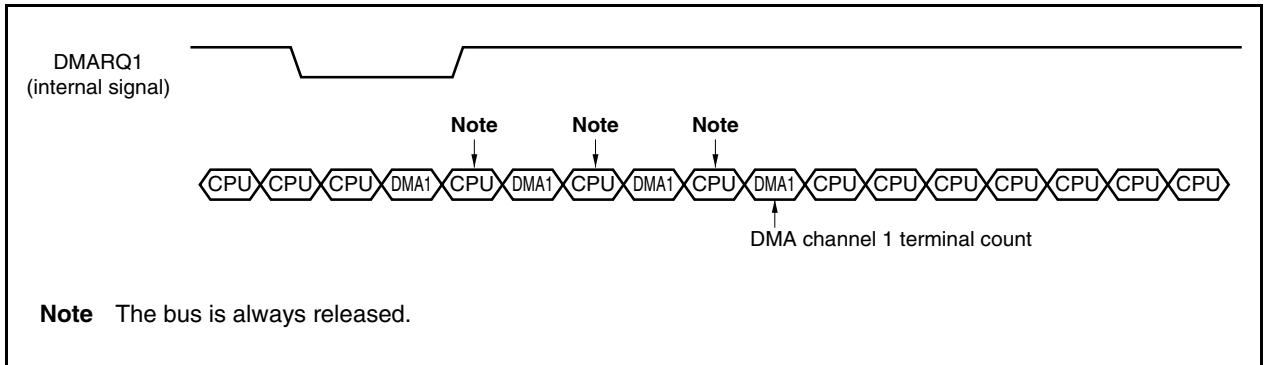 DMARQ1
(internal signal)
Note Note Note
CPU CPU CPU DMA1 CPU DMA1 CPU DMA1 CPU DMA1 CPU CPU CPU CPU CPU CPU CPU
DMA channel 1 terminal count
Note The bus is always released.